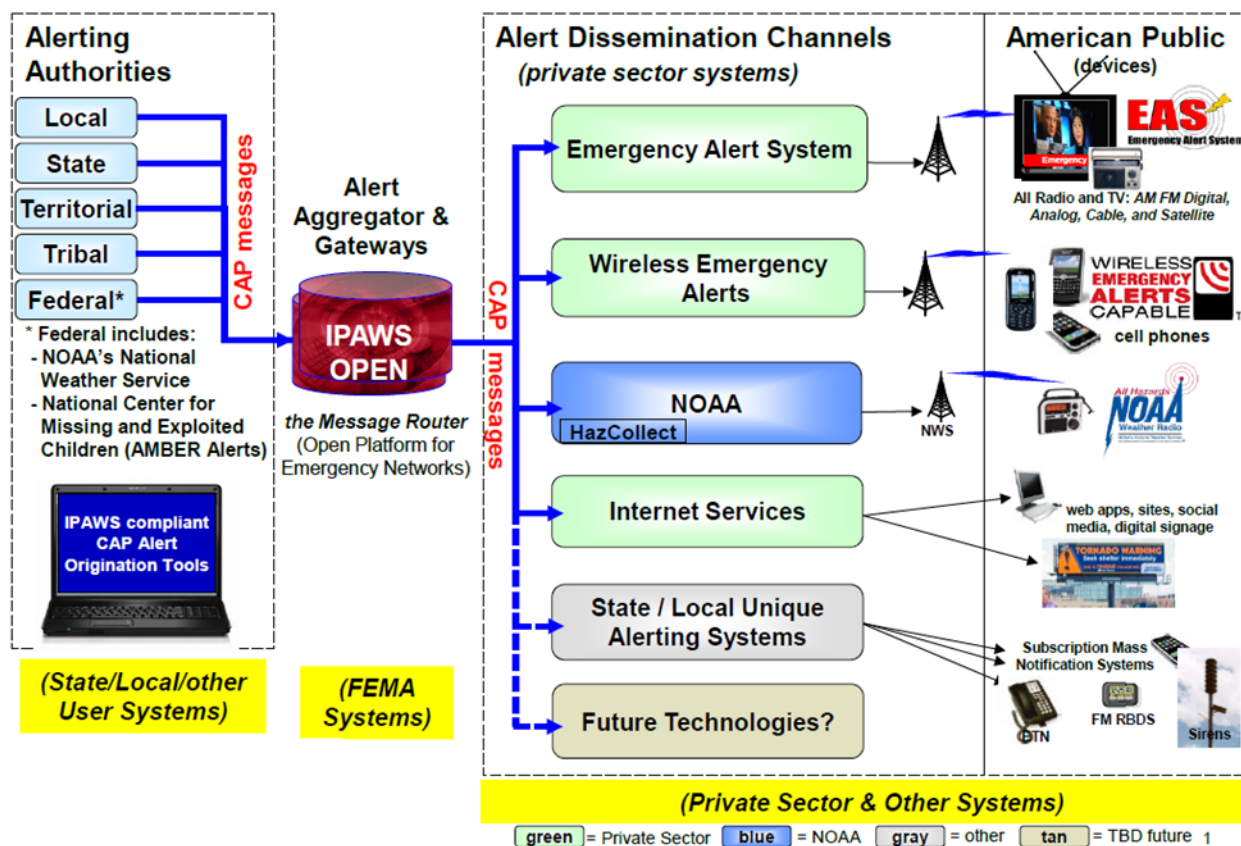 Alerting
Authorities
Local
State
Territorial
Tribal
Federal*
* Federal includes:
- NOAA's National
Weather Service
- National Center for
Missing and Exploited
Children (AMBER Alerts)
IPAWS compliant
CAP Alert
Origination Tools
(State/Local/other
User Systems)
CAP messages
Alert
Aggregator &
Gateways
IPAWS
OPEN
the Message Router
(Open Platform for
Emergency Networks)
(FEMA
Systems)
CAP messages
Alert Dissemination Channels
(private sector systems)
Emergency Alert System
Wireless Emergency
Alerts
NOAA
HazCollect
NWS
Internet Services
State / Local Unique
Alerting Systems
Future Technologies?
American Public
(devices)
Emergency
EAS
Emergency Alert System
All Radio and TV: AM FM Digital,
Analog, Cable, and Satellite
WIRELESS
EMERGENCY
ALERTS
CAPABLE
cell phones
All Hazards
NOAA
Weather Radio
web apps, sites, social
media, digital signage
TORNADO WARNING
Seek shelter immediately
Subscription Mass
Notification Systems
ETN
FM RBDS
Sirens
(Private Sector & Other Systems)
green = Private Sector blue = NOAA gray = other tan = TBD future 1